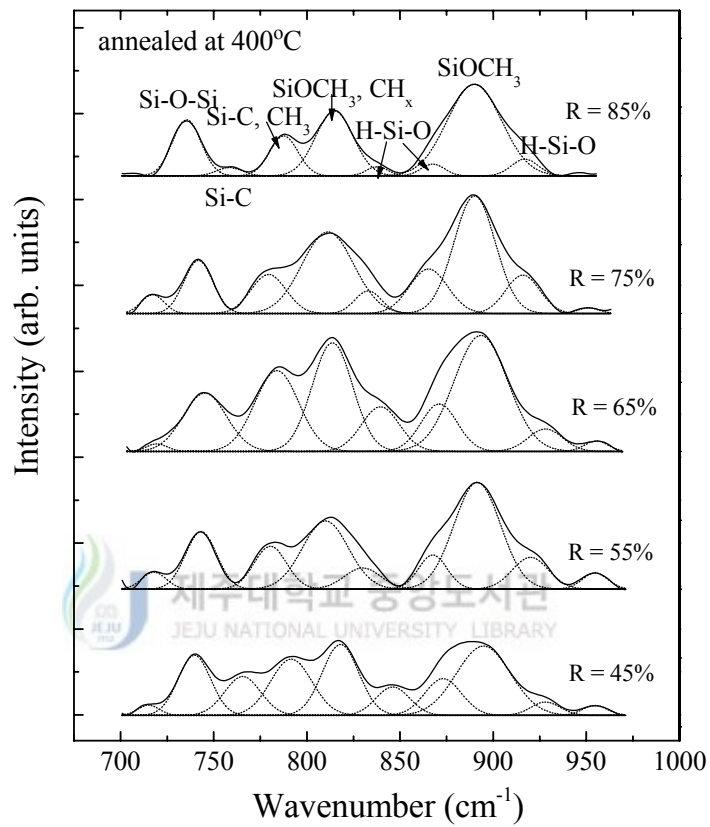 annealed at 400°C
SiOCH₃
Si-O-Si
SiOCH₃, CHₓ
Si-C, CH₃
R = 85%
H-Si-O
H-Si-O
Si-C
R = 75%
R = 65%
R = 55%
제주대학교 중앙도서관
JEJU NATIONAL UNIVERSITY LIBRARY
JEJU
1952
R = 45%
Intensity (arb. units)
700 750 800 850 900 950 1000
Wavenumber (cm⁻¹)